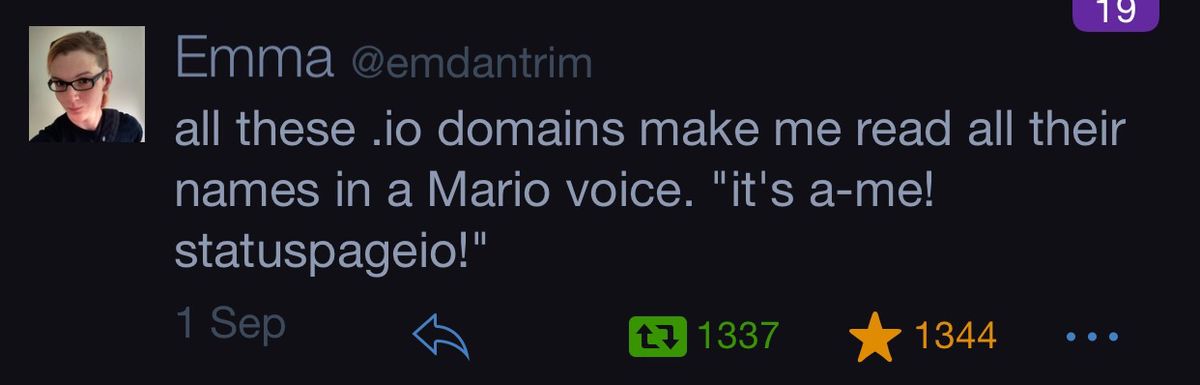 19
Emma @emdantrim
all these .io domains make me read all their
names in a Mario voice. "it's a-me!
statuspageio!"
1 Sep 1337 1344